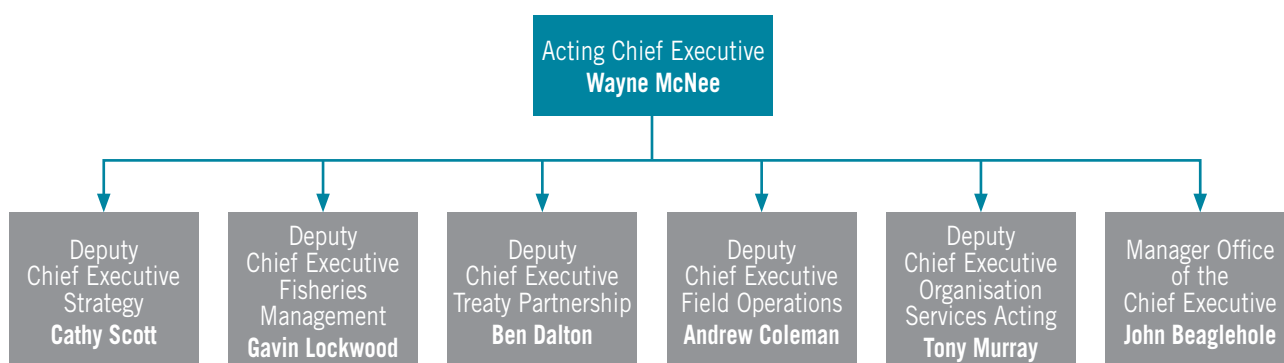 Acting Chief Executive
Wayne McNee
Deputy
Chief Executive
Strategy
Cathy Scott
Deputy
Chief Executive
Fisheries
Management
Gavin Lockwood
Deputy
Chief Executive
Treaty Partnership
Ben Dalton
Deputy
Chief Executive
Field Operations
Andrew Coleman
Deputy
Chief Executive
Organisation
Services Acting
Tony Murray
Manager Office
of the
Chief Executive
John Beaglehole